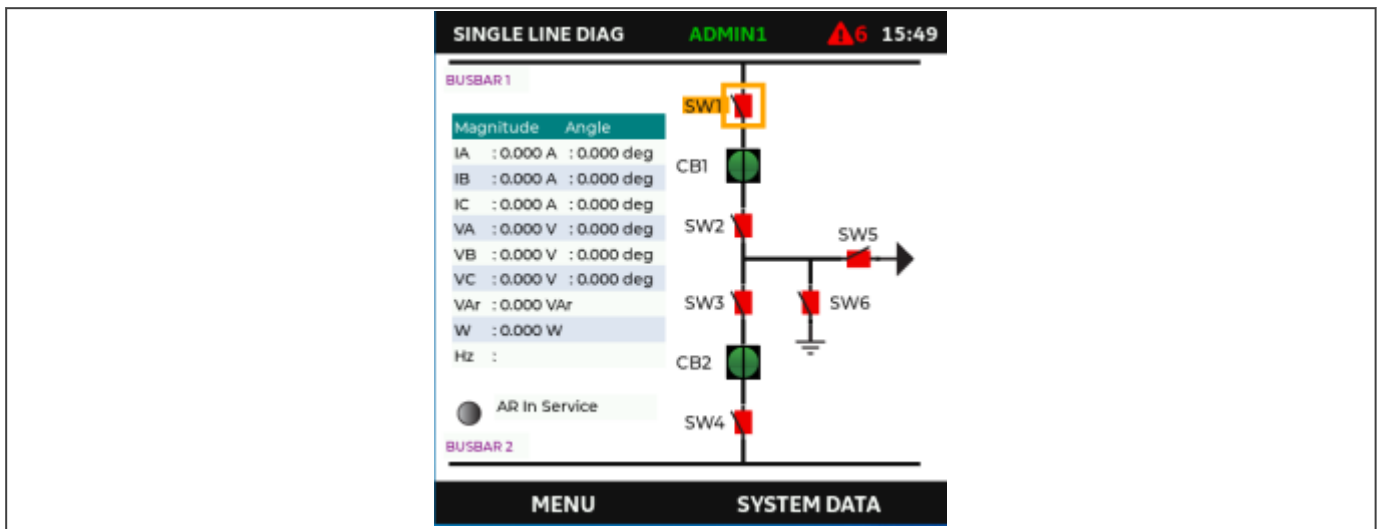 SINGLE LINE DIAG ADMIN1 6 15:49
BUSBAR 1
SW1
Magnitude Angle
IA : 0.000 A : 0.000 deg
IB : 0.000 A : 0.000 deg
IC : 0.000 A : 0.000 deg
VA : 0.000 V : 0.000 deg
VB : 0.000 V : 0.000 deg
VC : 0.000 V : 0.000 deg
VAr : 0.000 VAr
W : 0.000 W
Hz :
CB1
SW2
SW5
SW3
SW6
CB2
AR In Service
SW4
BUSBAR 2
MENU SYSTEM DATA